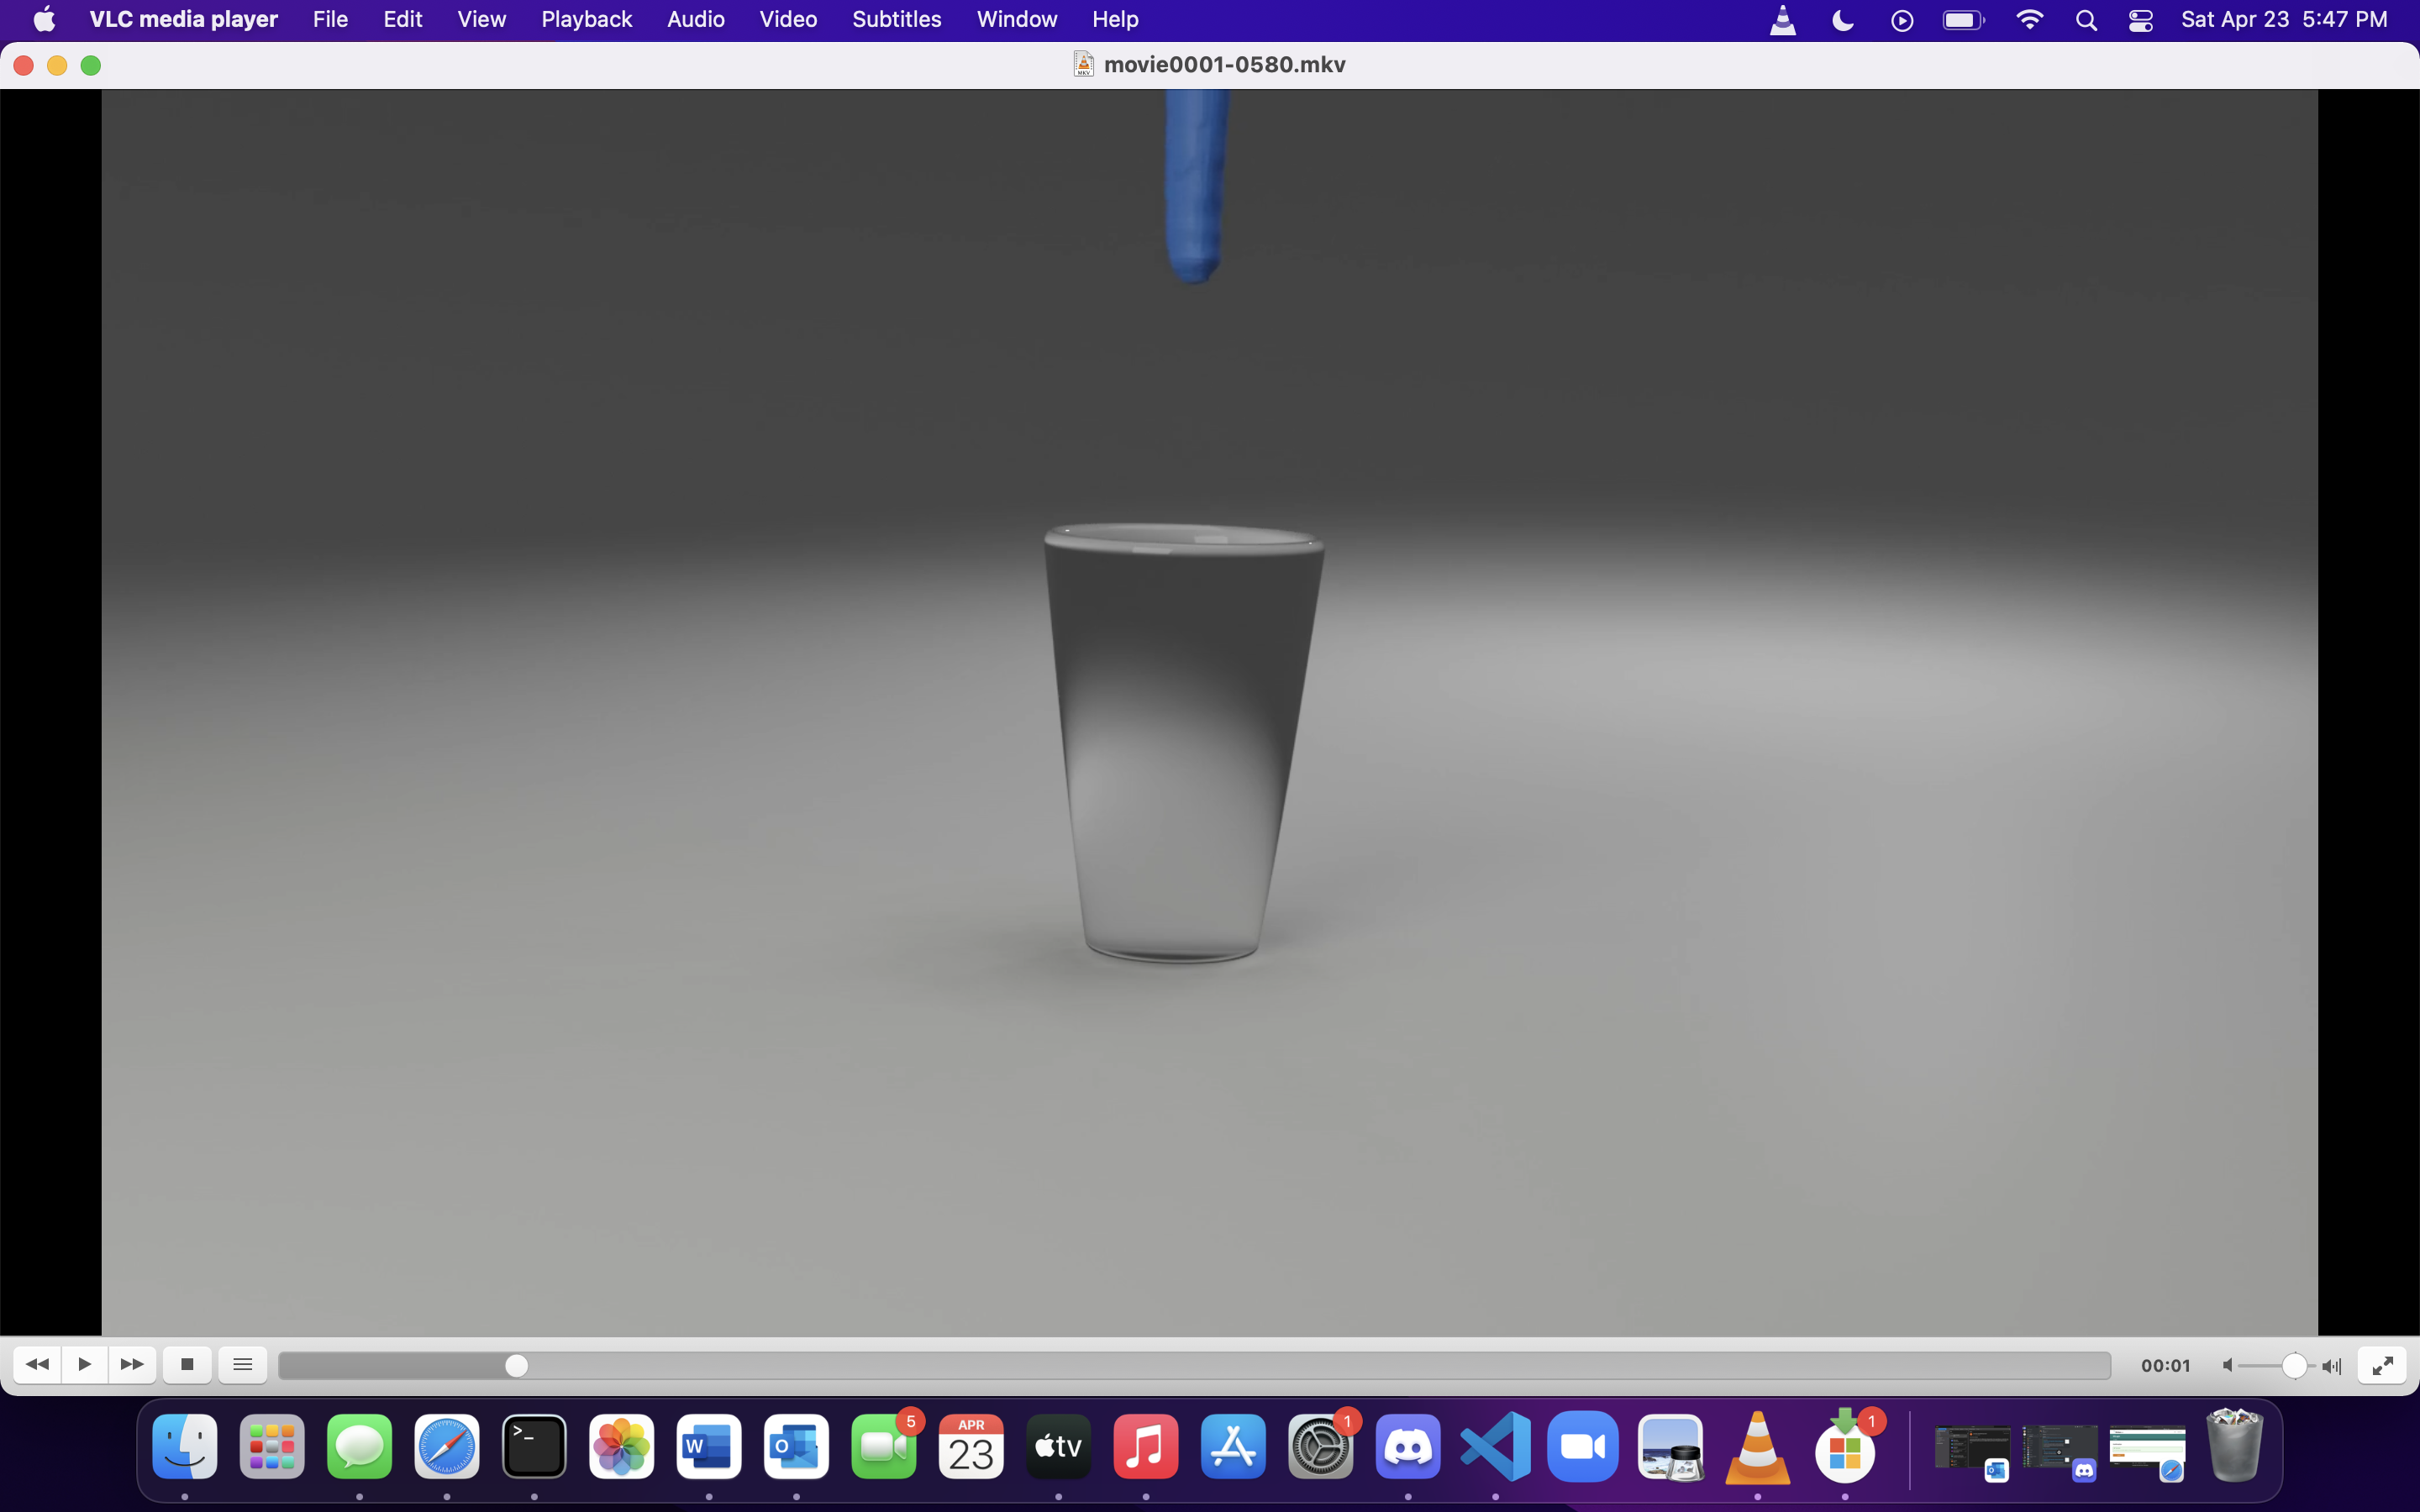 VLC media player File Edit View Playback Audio Video Subtitles Window Help Sat Apr 23 5:47 PM
movie0001-0580.mkv
00:01
5
APR
23
tv
1
1
>_
W
O